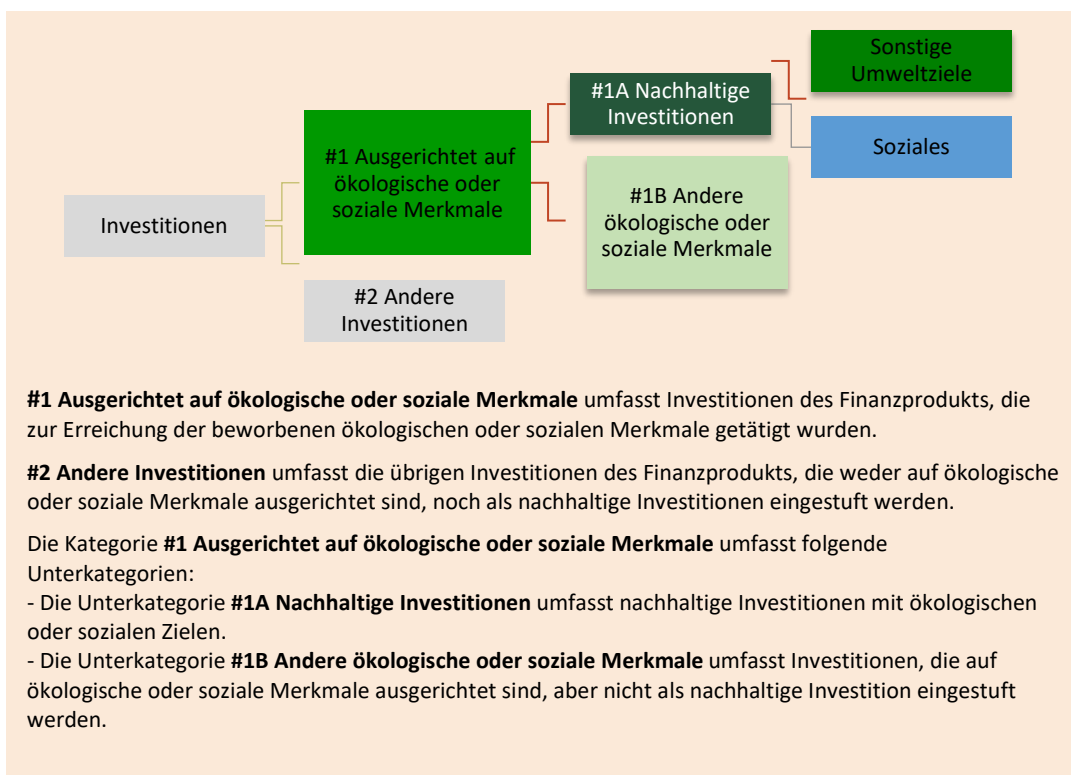 Sonstige
Umweltziele
#1A Nachhaltige
Investitionen
Soziales
#1 Ausgerichtet auf
ökologische oder
soziale Merkmale
#1B Andere
ökologische oder
soziale Merkmale
Investitionen
#2 Andere
Investitionen
#1 Ausgerichtet auf ökologische oder soziale Merkmale umfasst Investitionen des Finanzprodukts, die
zur Erreichung der beworbenen ökologischen oder sozialen Merkmale getätigt wurden.
#2 Andere Investitionen umfasst die übrigen Investitionen des Finanzprodukts, die weder auf ökologische
oder soziale Merkmale ausgerichtet sind, noch als nachhaltige Investitionen eingestuft werden.
Die Kategorie #1 Ausgerichtet auf ökologische oder soziale Merkmale umfasst folgende
Unterkategorien:
- Die Unterkategorie #1A Nachhaltige Investitionen umfasst nachhaltige Investitionen mit ökologischen
oder sozialen Zielen.
- Die Unterkategorie #1B Andere ökologische oder soziale Merkmale umfasst Investitionen, die auf
ökologische oder soziale Merkmale ausgerichtet sind, aber nicht als nachhaltige Investition eingestuft
werden.